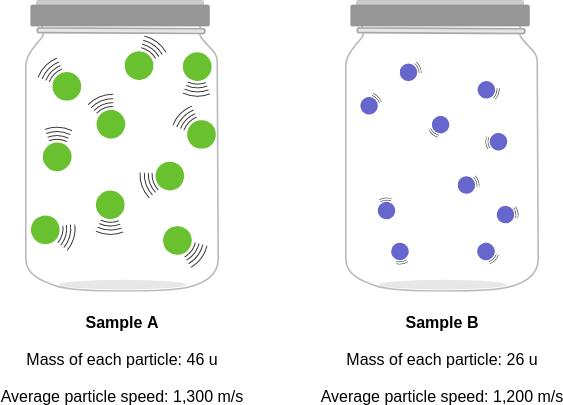 Sample A
Mass of each particle: 46 u
Average particle speed: 1,300 m/s
Sample B
Mass of each particle: 26 u
Average particle speed: 1,200 m/s